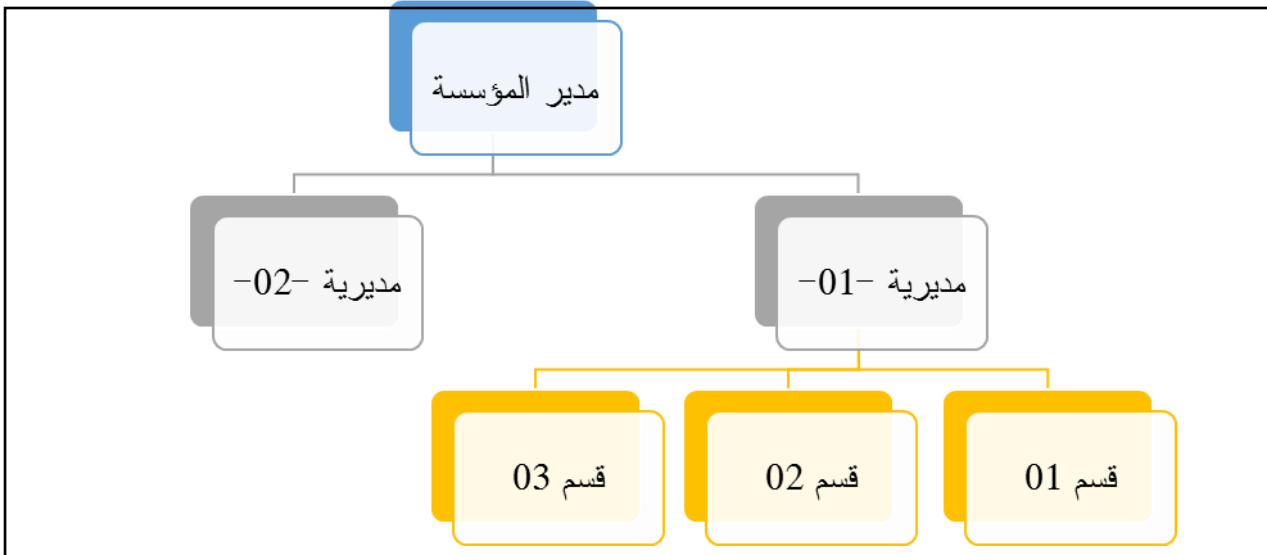 مدير المؤسسة
مديرية -01-
مديرية -02-
قسم 01
قسم 02
قسم 03